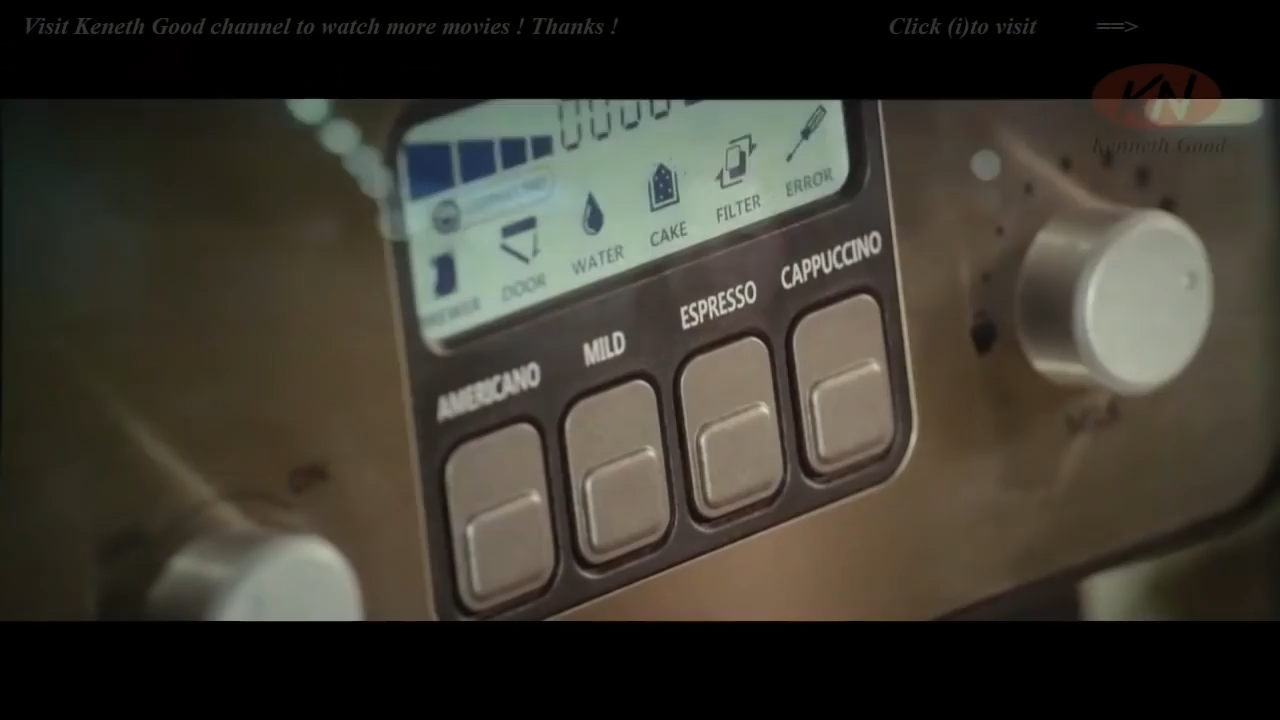 Visit Keneth Good channel to watch more movies ! Thanks !
Click (i)to visit ==>
KN
Kenneth Good
DOOR
WATER
CAKE
FILTER
ERROR
AMERICANO
MILD
ESPRESSO
CAPPUCCINO